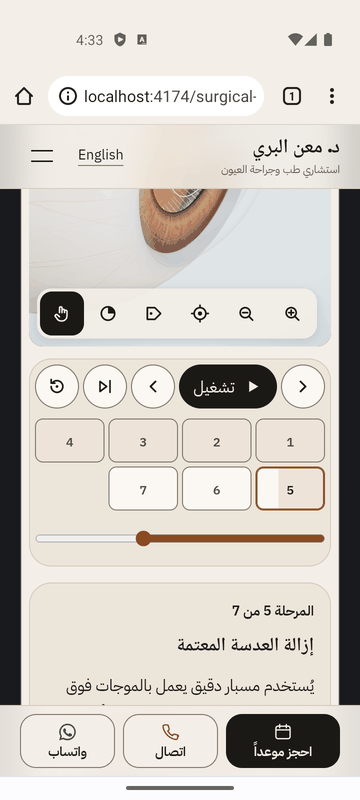 4:33
localhost:4174/surgical-
1
د. معن البري
استشاري طب وجراحة العيون
English
تشغيل
1 2 3 4
5 6 7
المرحلة 5 من 7
إزالة العدسة المعتمة
يُستخدم مسبار دقيق يعمل بالموجات فوق
احجز موعداً
اتصال
واتساب